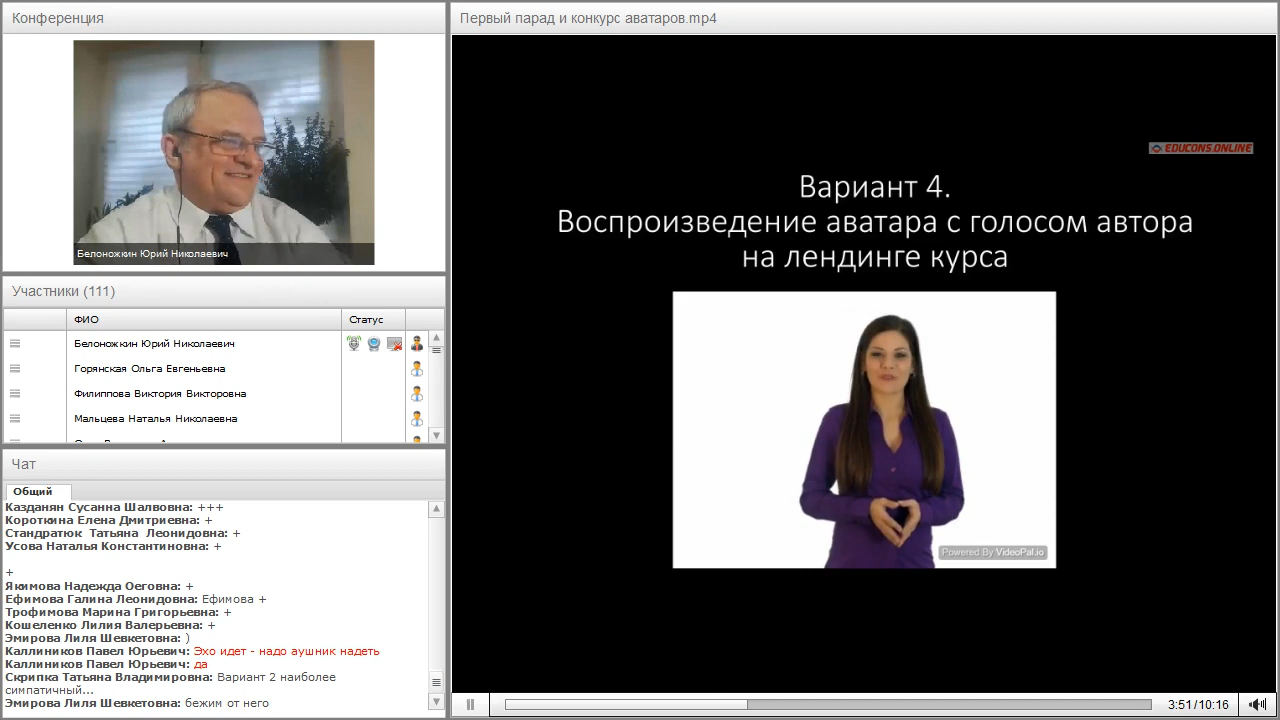 Конференция
Белоножкин Юрий Николаевич
Участники (111)
ФИО
Статус
Белоножкин Юрий Николаевич
Горянская Ольга Евгеньевна
Филиппова Виктория Викторовна
Мальцева Наталья Николаевна
Чат
Общий
Казданян Сусанна Шалвовна: +++
Короткина Елена Дмитриевна: +
Стандратюк Татьяна Леонидовна: +
Усова Наталья Константиновна: +
+
Якимова Надежда Оеговна: +
Ефимова Галина Леонидовна: Ефимова +
Трофимова Марина Григорьевна: +
Кошеленко Лилия Валерьевна: +
Эмирова Лиля Шевкетовна: )
Каллиников Павел Юрьевич: Эхо идет - надо аушник надеть
Каллиников Павел Юрьевич: да
Скрипка Татьяна Владимировна: Вариант 2 наиболее
симпатичный...
Эмирова Лиля Шевкетовна: бежим от него
Первый парад и конкурс аватаров.mp4
EDUCONS.ONLINE
Вариант 4.
Воспроизведение аватара с голосом автора
на лендинге курса
Powered By VideoPal.io
3:51/10:16